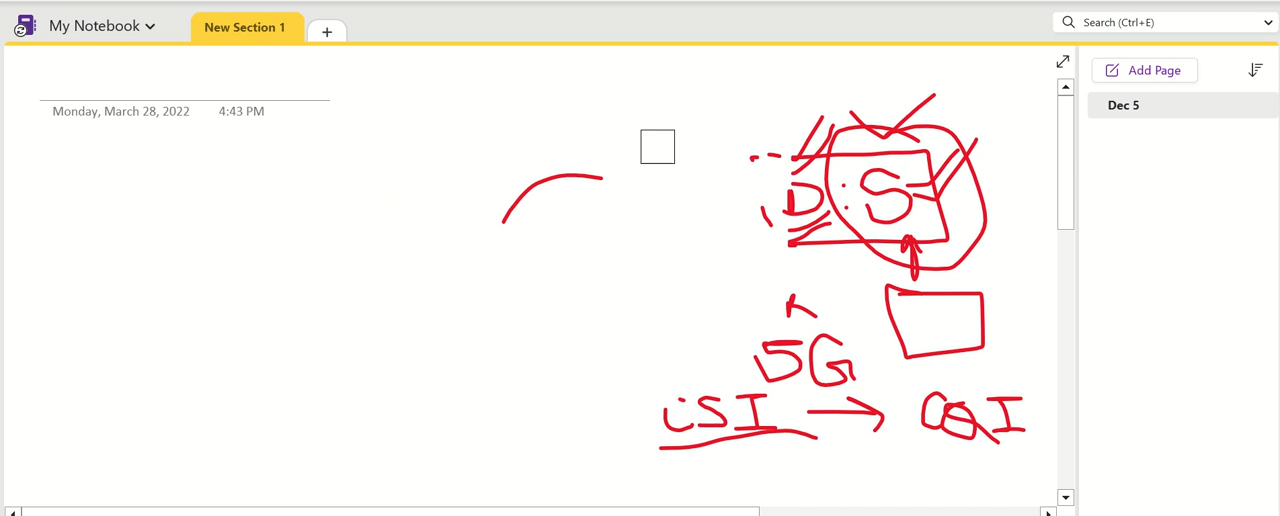 My Notebook
New Section 1
+
Search (Ctrl+E)
Add Page
Dec 5
Monday, March 28, 2022 4:43 PM
D : S
5G
CSI → CQI